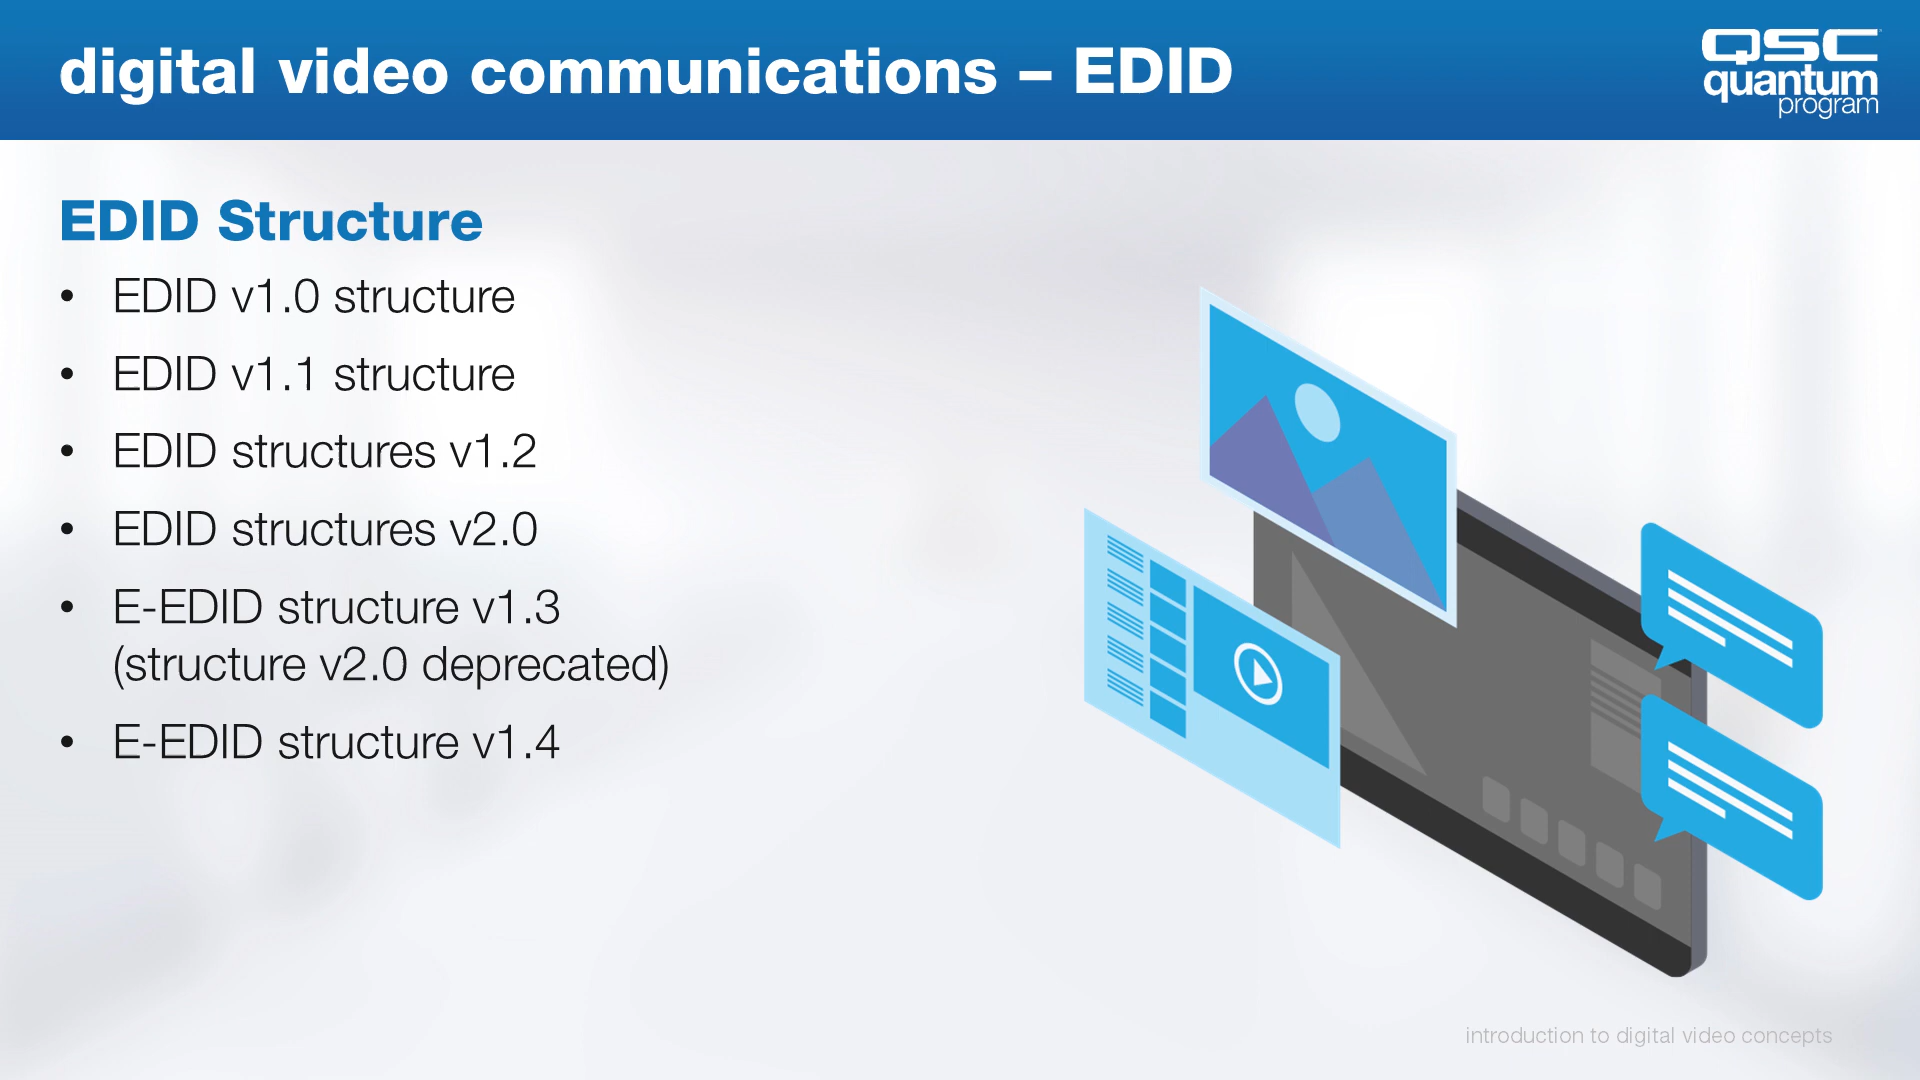 digital video communications – EDID
QSC
quantum
program
EDID Structure
• EDID v1.0 structure
• EDID v1.1 structure
• EDID structures v1.2
• EDID structures v2.0
• E-EDID structure v1.3
(structure v2.0 deprecated)
• E-EDID structure v1.4
introduction to digital video concepts